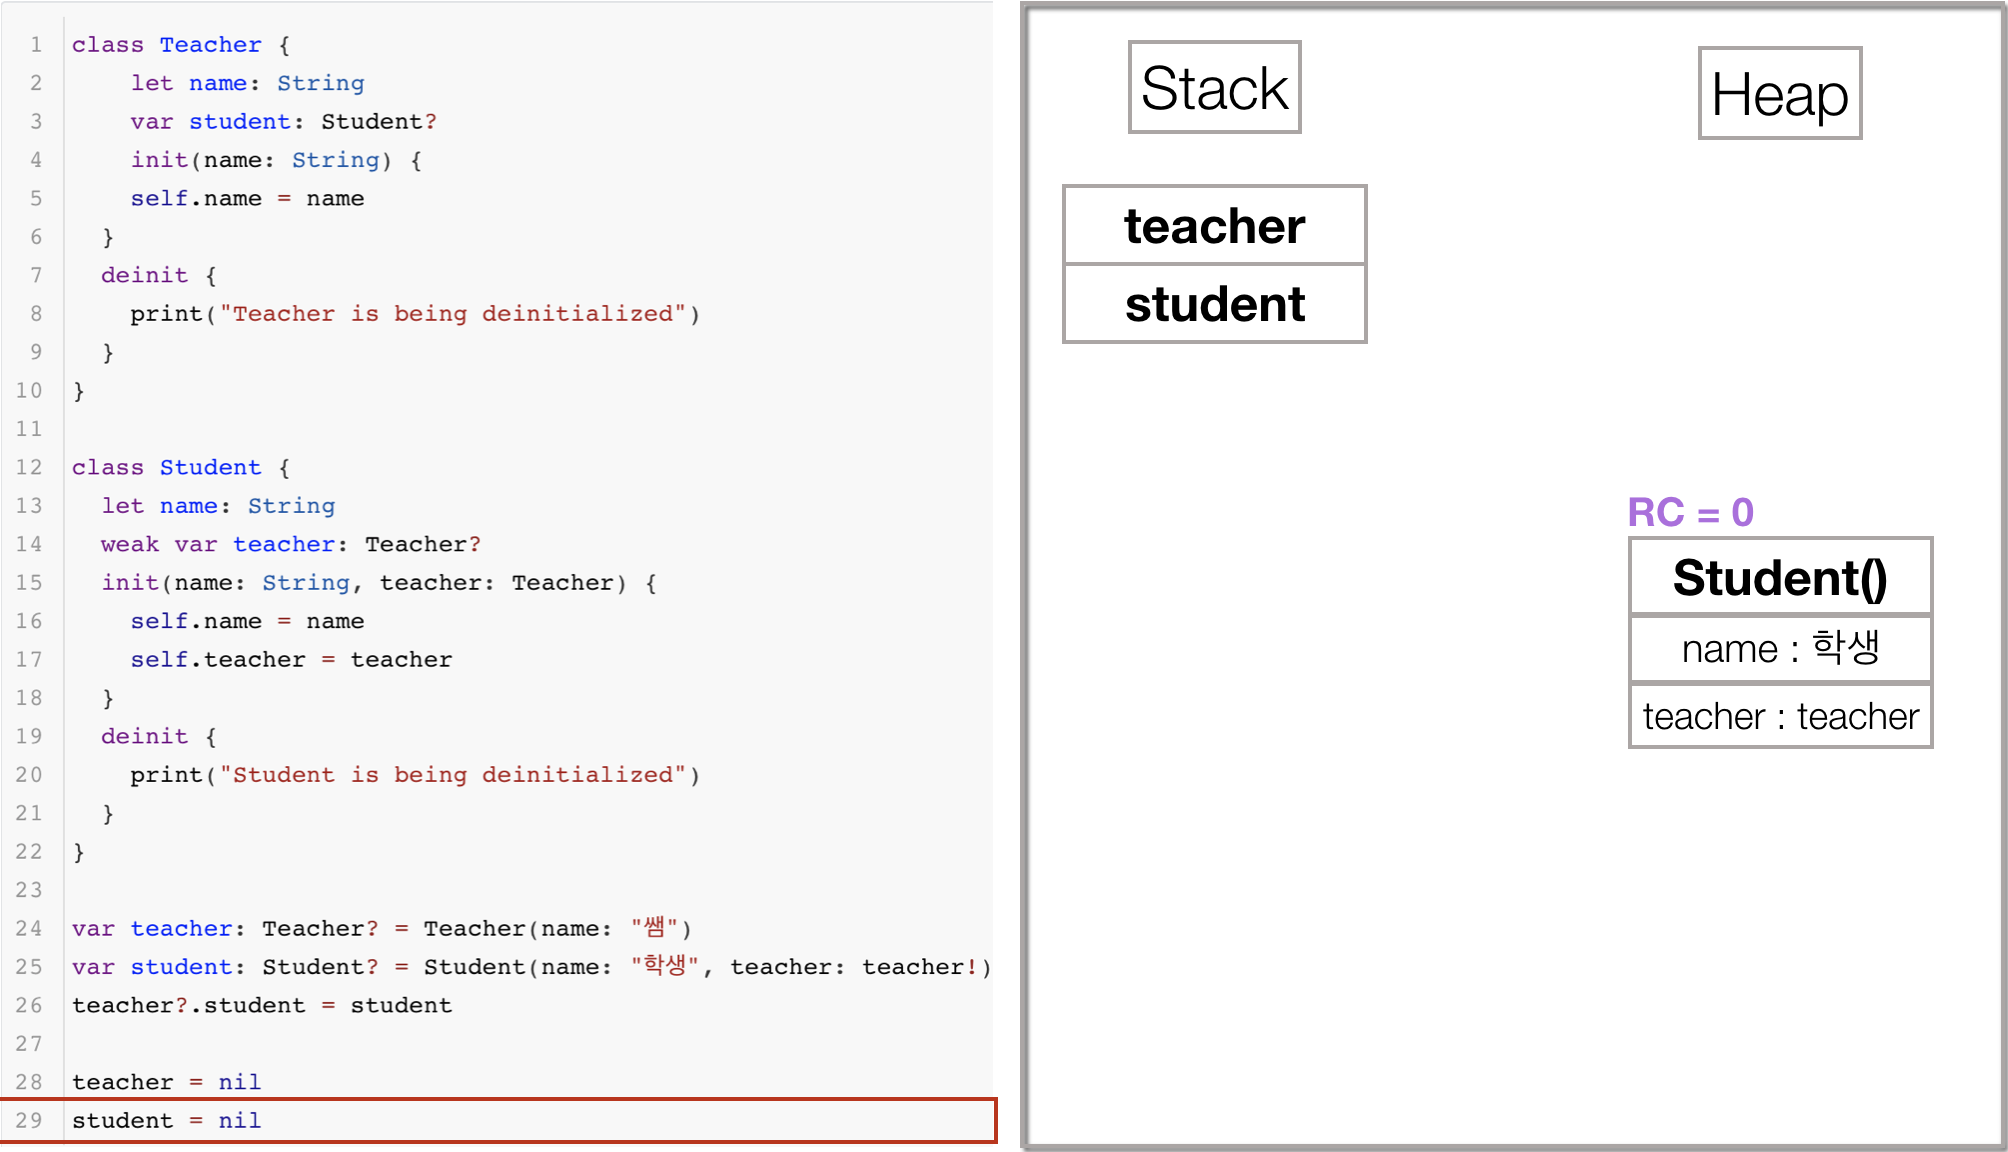 1 class Teacher {
2     let name: String
3     var student: Student?
4     init(name: String) {
5     self.name = name
6   }
7   deinit {
8     print("Teacher is being deinitialized")
9   }
10 }
11
12 class Student {
13   let name: String
14   weak var teacher: Teacher?
15   init(name: String, teacher: Teacher) {
16     self.name = name
17     self.teacher = teacher
18   }
19   deinit {
20     print("Student is being deinitialized")
21   }
22 }
23
24 var teacher: Teacher? = Teacher(name: "쌤")
25 var student: Student? = Student(name: "학생", teacher: teacher!)
26 teacher?.student = student
27
28 teacher = nil
29 student = nil
Stack
Heap
teacher
student
RC = 0
Student()
name : 학생
teacher : teacher